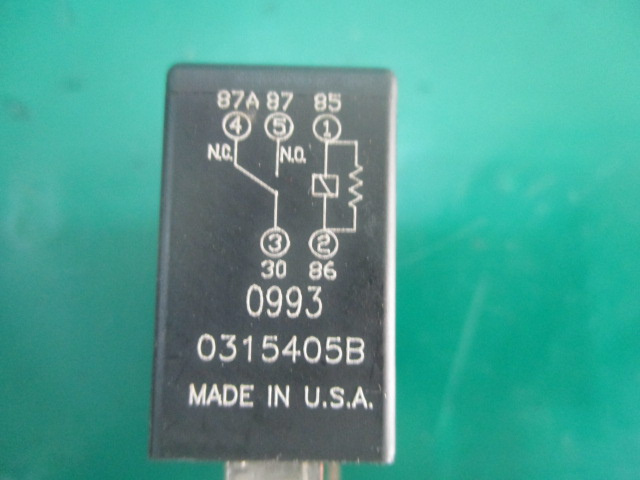 87A 87 85
4 5 1
N.C. N.O.
3 2
30 86
0993
0315405B
MADE IN U.S.A.